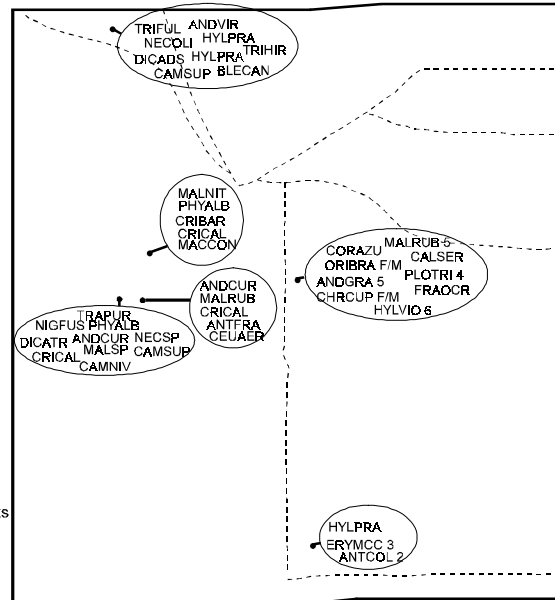 TRIFUL ANDVIR
NECOLI HYLPRA
TRIHIR
DICADS HYLPRA
CAMSUP BLECAN
MALNIT
PHYALB
CRIBAR
CRICAL
MACCON
CORAZU MALRUB 5
CALSER
ORIBRA F/M
PLOTRI 4
ANDGRA 5
FRAOCR
CHRCUP F/M
HYLVIO 6
ANDCUR
MALRUB
CRICAL
ANTFRA
CEUAER
TRAPUR
NIGFUS PHYALB
DICATR ANDCUR NECSP
MALSP CAMSUP
CRICAL
CAMNIV
HYLPRA
ERYMCC 3
ANTCOL 2